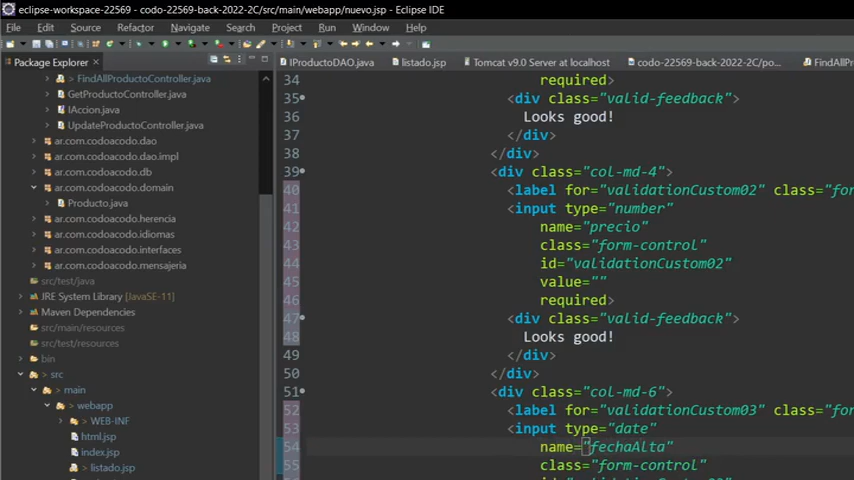 eclipse-workspace-22569 - codo-22569-back-2022-2C/src/main/webapp/nuevo.jsp - Eclipse IDE
File Edit Source Refactor Navigate Search Project Run Window Help
Package Explorer
IProductoDAO.java listado.jsp Tomcat v9.0 Server at localhost codo-22569-back-2022-2C/po... FindAllPr
FindAllProductoController.java
GetProductoController.java
IAccion.java
UpdateProductoController.java
ar.com.codoacodo.dao
ar.com.codoacodo.dao.impl
ar.com.codoacodo.db
ar.com.codoacodo.domain
Producto.java
ar.com.codoacodo.herencia
ar.com.codoacodo.idiomas
ar.com.codoacodo.interfaces
ar.com.codoacodo.mensajeria
src/test/java
JRE System Library [JavaSE-11]
Maven Dependencies
src/main/resources
src/test/resources
bin
src
main
webapp
WEB-INF
html.jsp
index.jsp
listado.jsp
34 required>
35 <div class="valid-feedback">
36 Looks good!
37 </div>
38 </div>
39 <div class="col-md-4">
40 <label for="validationCustom02" class="for
41 <input type="number"
42 name="precio"
43 class="form-control"
44 id="validationCustom02"
45 value=""
46 required>
47 <div class="valid-feedback">
48 Looks good!
49 </div>
50 </div>
51 <div class="col-md-6">
52 <label for="validationCustom03" class="for
53 <input type="date"
54 name="fechaAlta"
55 class="form-control"